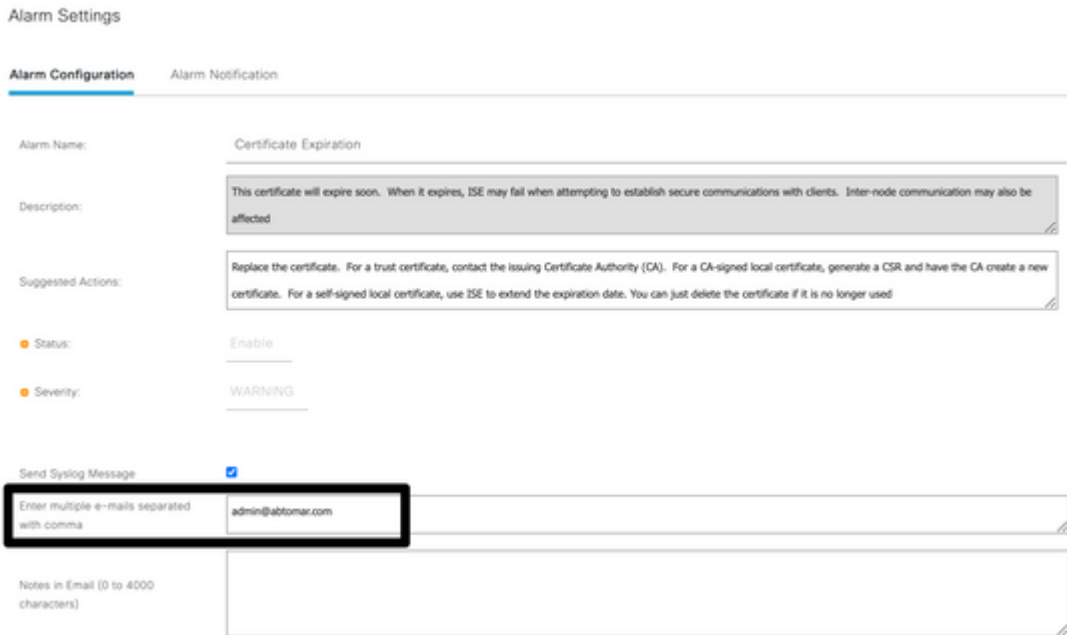 Alarm Settings
Alarm Configuration Alarm Notification
Alarm Name: Certificate Expiration
Description: This certificate will expire soon. When it expires, ISE may fail when attempting to establish secure communications with clients. Inter-node communication may also be
affected
Suggested Actions: Replace the certificate. For a trust certificate, contact the issuing Certificate Authority (CA). For a CA-signed local certificate, generate a CSR and have the CA create a new
certificate. For a self-signed local certificate, use ISE to extend the expiration date. You can just delete the certificate if it is no longer used
Status: Enable
Severity: WARNING
Send Syslog Message
Enter multiple e-mails separated
with comma
admin@abtomar.com
Notes in Email (0 to 4000
characters)